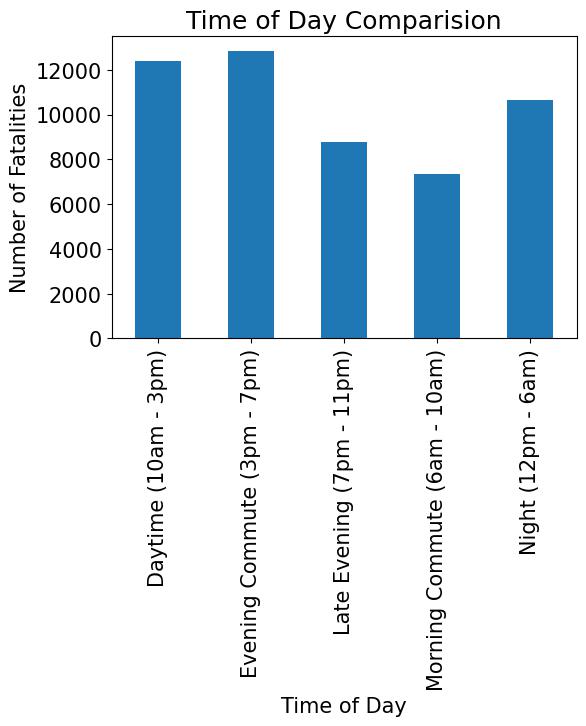 Time of Day Comparision
Number of Fatalities
12000
10000
8000
6000
4000
2000
0
Daytime (10am - 3pm)
Evening Commute (3pm - 7pm)
Late Evening (7pm - 11pm)
Morning Commute (6am - 10am)
Night (12pm - 6am)
Time of Day